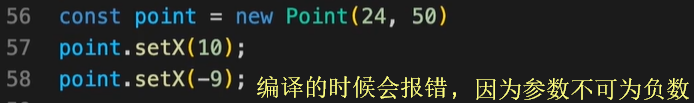 56 const point = new Point(24, 50)
57 point.setX(10);
58 point.setX(-9); 编译的时候会报错，因为参数不可为负数